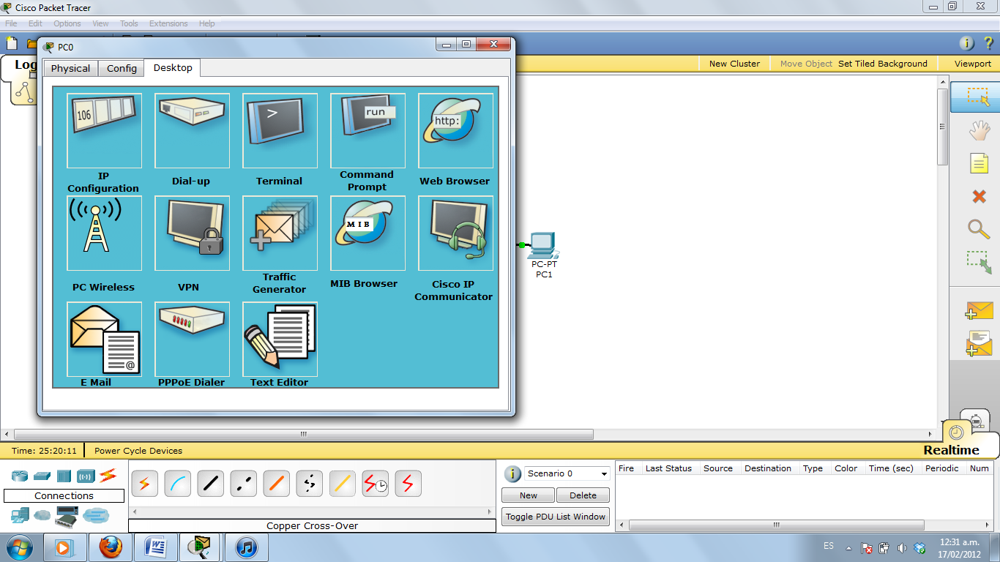 Cisco Packet Tracer
File Edit Options View Tools Extensions Help
PC0
Physical Config Desktop
Log
New Cluster Move Object Set Tiled Background Viewport
106
>
run
http:
IP
Configuration
Dial-up
Terminal
Command
Prompt
Web Browser
MIB
PC Wireless
VPN
Traffic
Generator
MIB Browser
Cisco IP
Communicator
@
E Mail
PPPoE Dialer
Text Editor
PC-PT
PC1
Time: 25:20:11 Power Cycle Devices
Realtime
Connections
Copper Cross-Over
Scenario 0
New Delete
Toggle PDU List Window
Fire Last Status Source Destination Type Color Time (sec) Periodic Num
ES
12:31 a.m.
17/02/2012